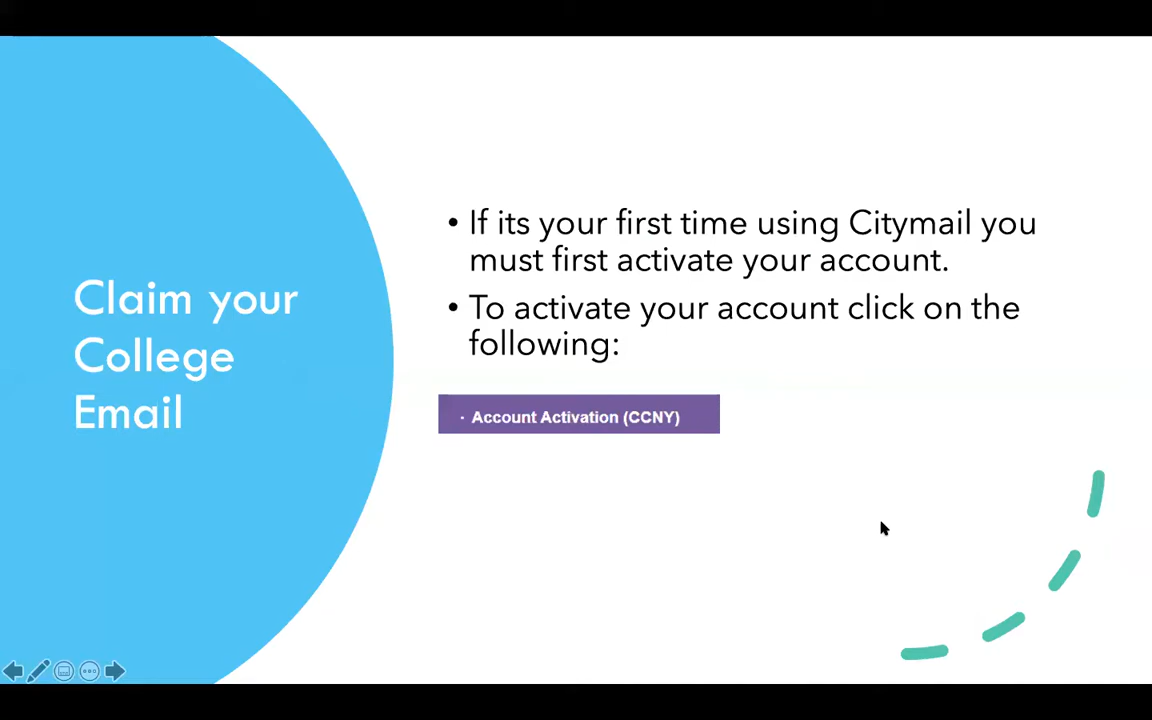 Claim your
College
Email
• If its your first time using Citymail you
must first activate your account.
• To activate your account click on the
following:
· Account Activation (CCNY)